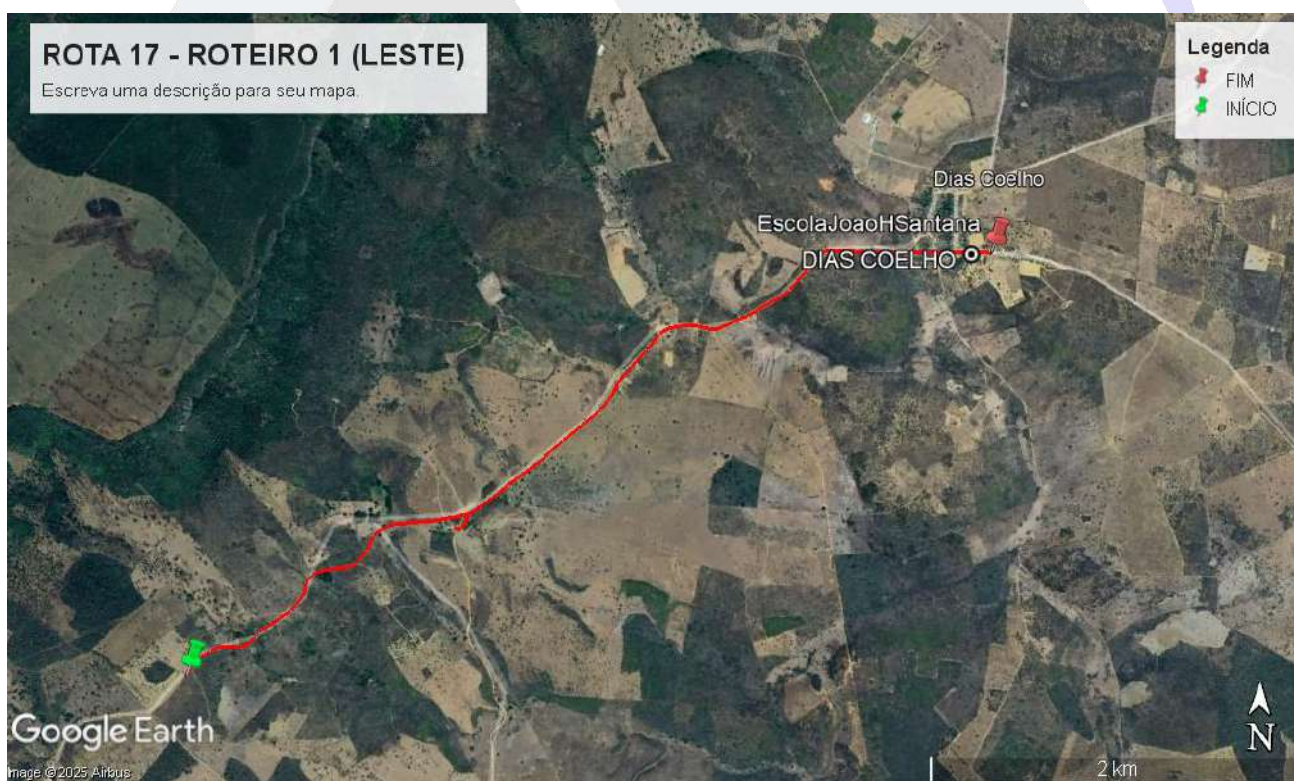 ROTA 17 - ROTEIRO 1 (LESTE)
Escreva uma descrição para seu mapa.
Legenda
FIM
INÍCIO
Dias Coelho
EscolaJoaoHSantana
DIAS COELHO
Google Earth
Image © 2025 Airbus
2 km
N